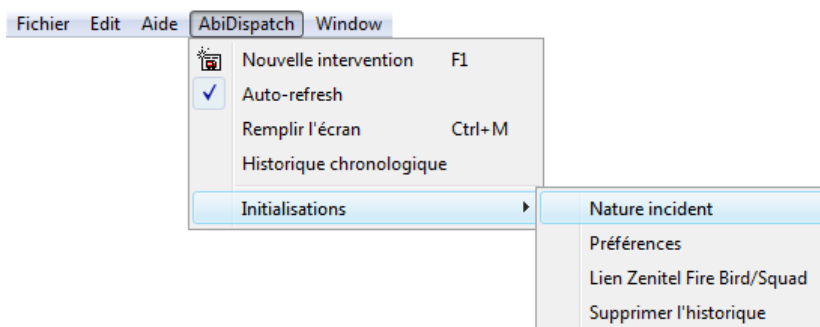 Fichier Edit Aide AbiDispatch Window
Nouvelle intervention F1
Auto-refresh
Remplir l'écran Ctrl+M
Historique chronologique
Initialisations
Nature incident
Préférences
Lien Zenitel Fire Bird/Squad
Supprimer l'historique